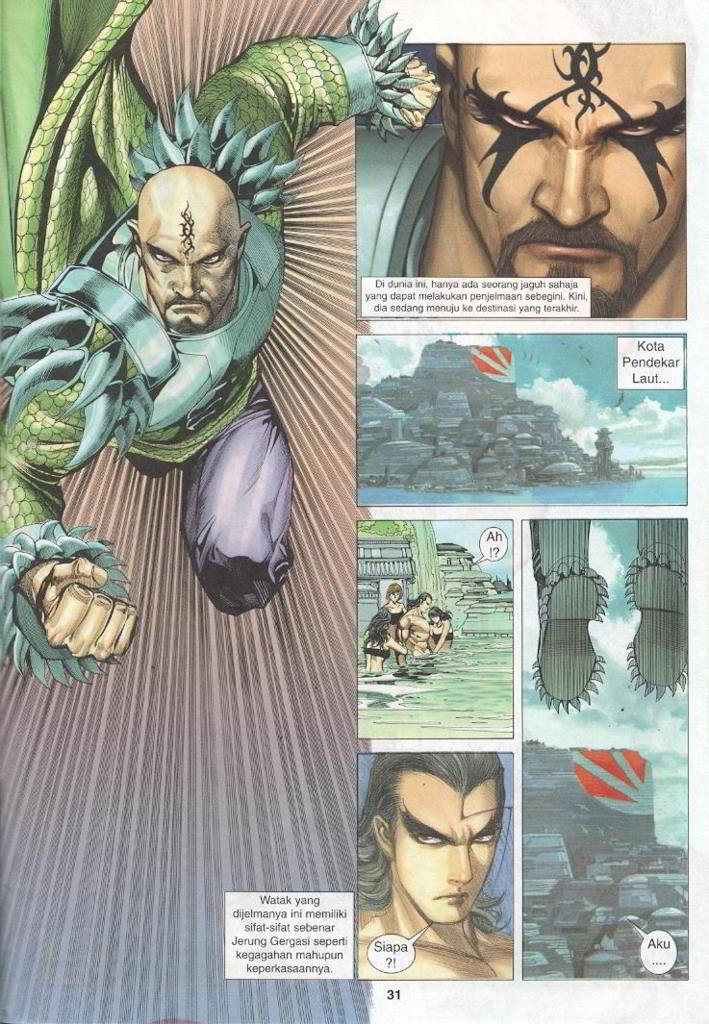 Di dunia ini, hanya ada seorang jaguh sahaja
yang dapat melakukan penjelmaan sebegini. Kini,
dia sedang menuju ke destinasi yang terakhir.
Kota
Pendekar
Laut...
Ah
!?
Watak yang
dijelmanya ini memiliki
sifat-sifat sebenar
Jerung Gergasi seperti
kegagahan mahupun
keperkasaannya.
Siapa
?!
Aku
....
31